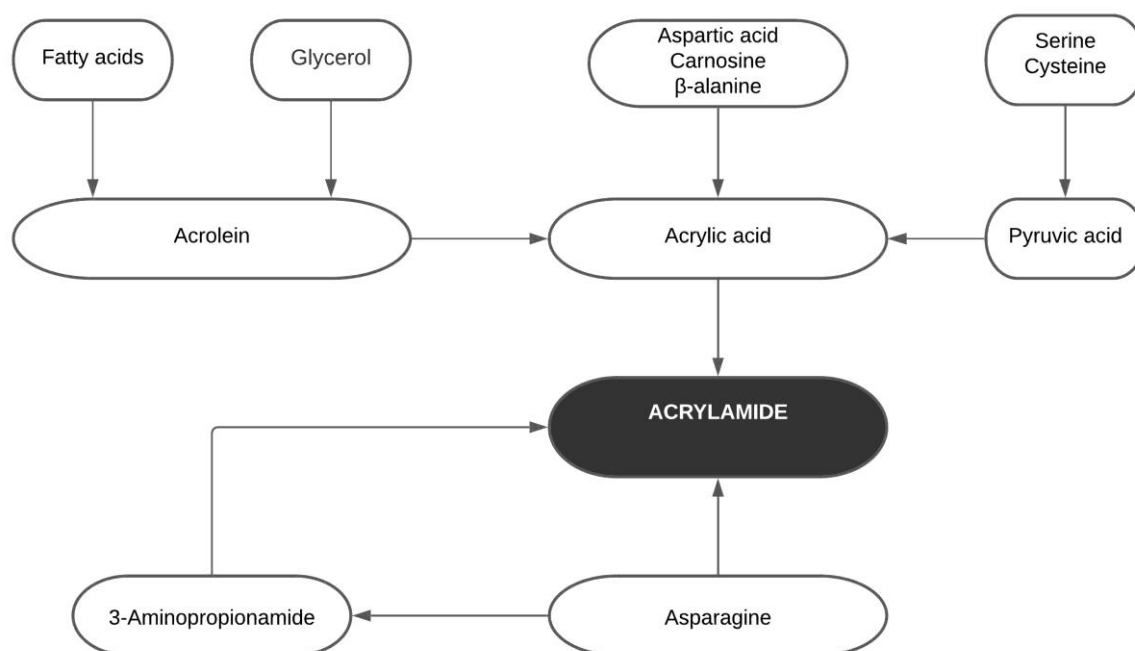 Fatty acids
Glycerol
Aspartic acid
Carnosine
β-alanine
Serine
Cysteine
Acrolein
Acrylic acid
Pyruvic acid
ACRYLAMIDE
3-Aminopropionamide
Asparagine